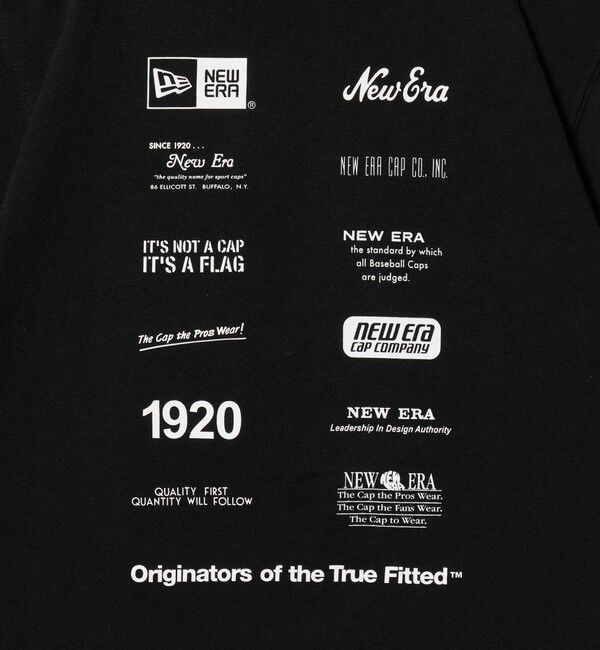 NEW
ERA
®
New Era
SINCE 1920...
New Era
"the quality name for sport caps"
86 ELLICOTT ST. BUFFALO, N.Y.
NEW ERA CAP CO., INC.
IT'S NOT A CAP
IT'S A FLAG
NEW ERA
the standard by which
all Baseball Caps
are judged.
The Cap the Pros Wear!
new era
cap company
1920
NEW ERA
Leadership In Design Authority
QUALITY FIRST
QUANTITY WILL FOLLOW
NEW ERA
The Cap the Pros Wear.
The Cap the Fans Wear.
The Cap to Wear.
Originators of the True Fitted™